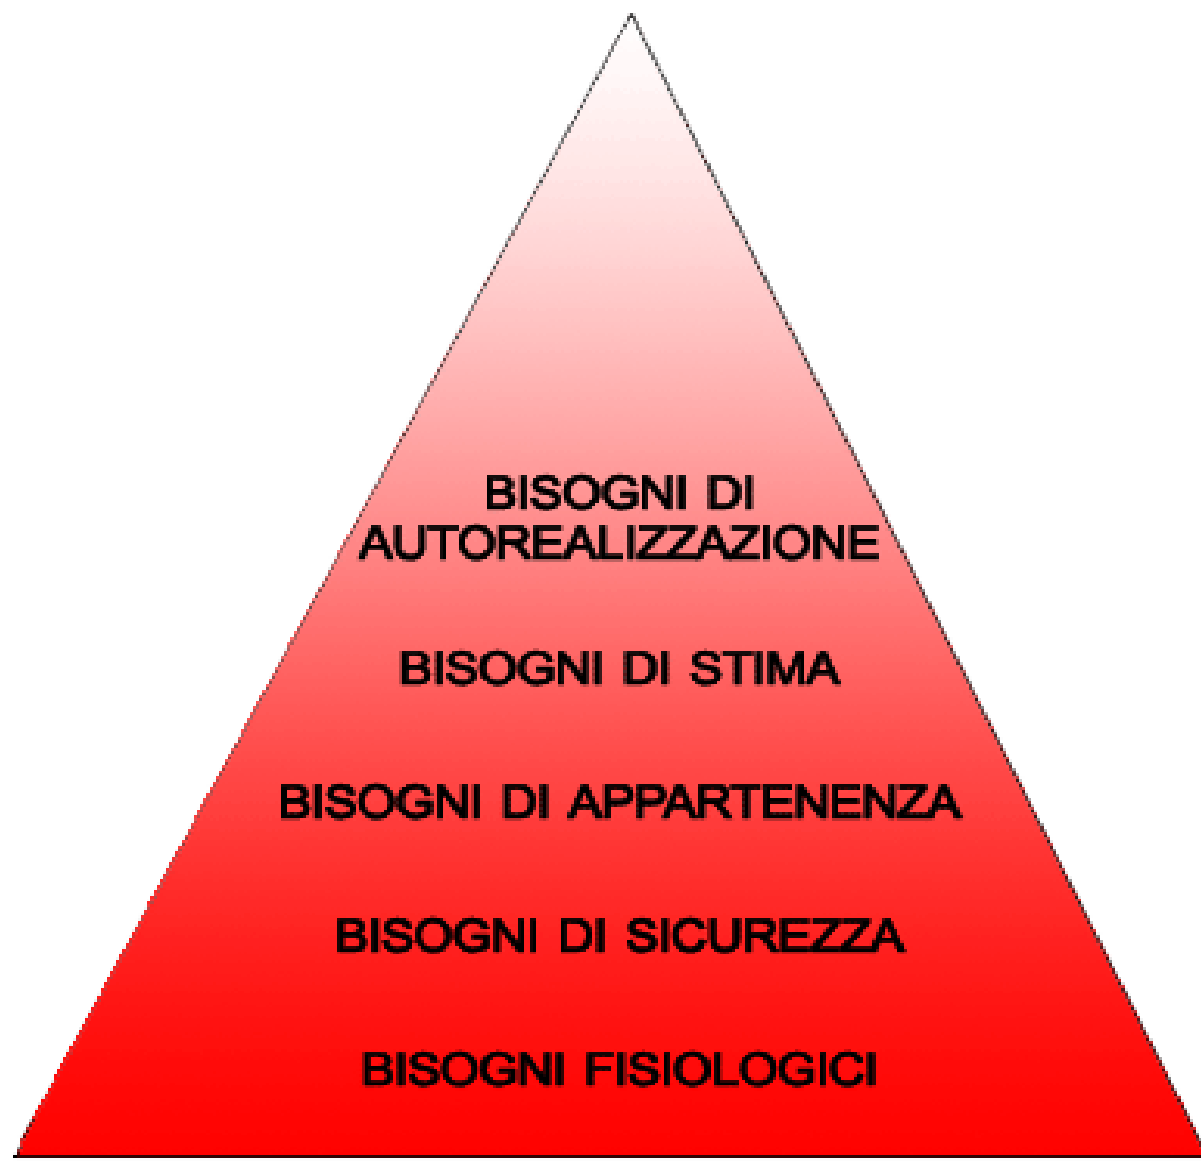 BISOGNI DI
AUTOREALIZZAZIONE
BISOGNI DI STIMA
BISOGNI DI APPARTENENZA
BISOGNI DI SICUREZZA
BISOGNI FISIOLOGICI